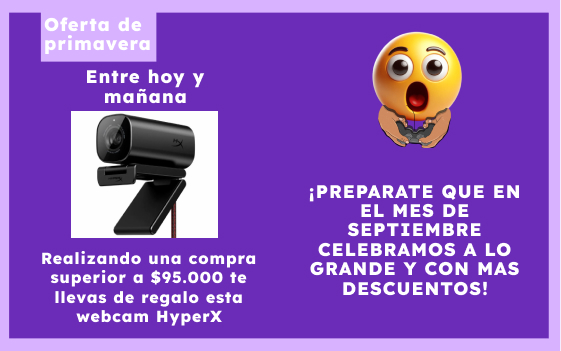 Oferta de
primavera
Entre hoy y
mañana
Realizando una compra
superior a $95.000 te
llevas de regalo esta
webcam HyperX
¡PREPARATE QUE EN
EL MES DE
SEPTIEMBRE
CELEBRAMOS A LO
GRANDE Y CON MAS
DESCUENTOS!